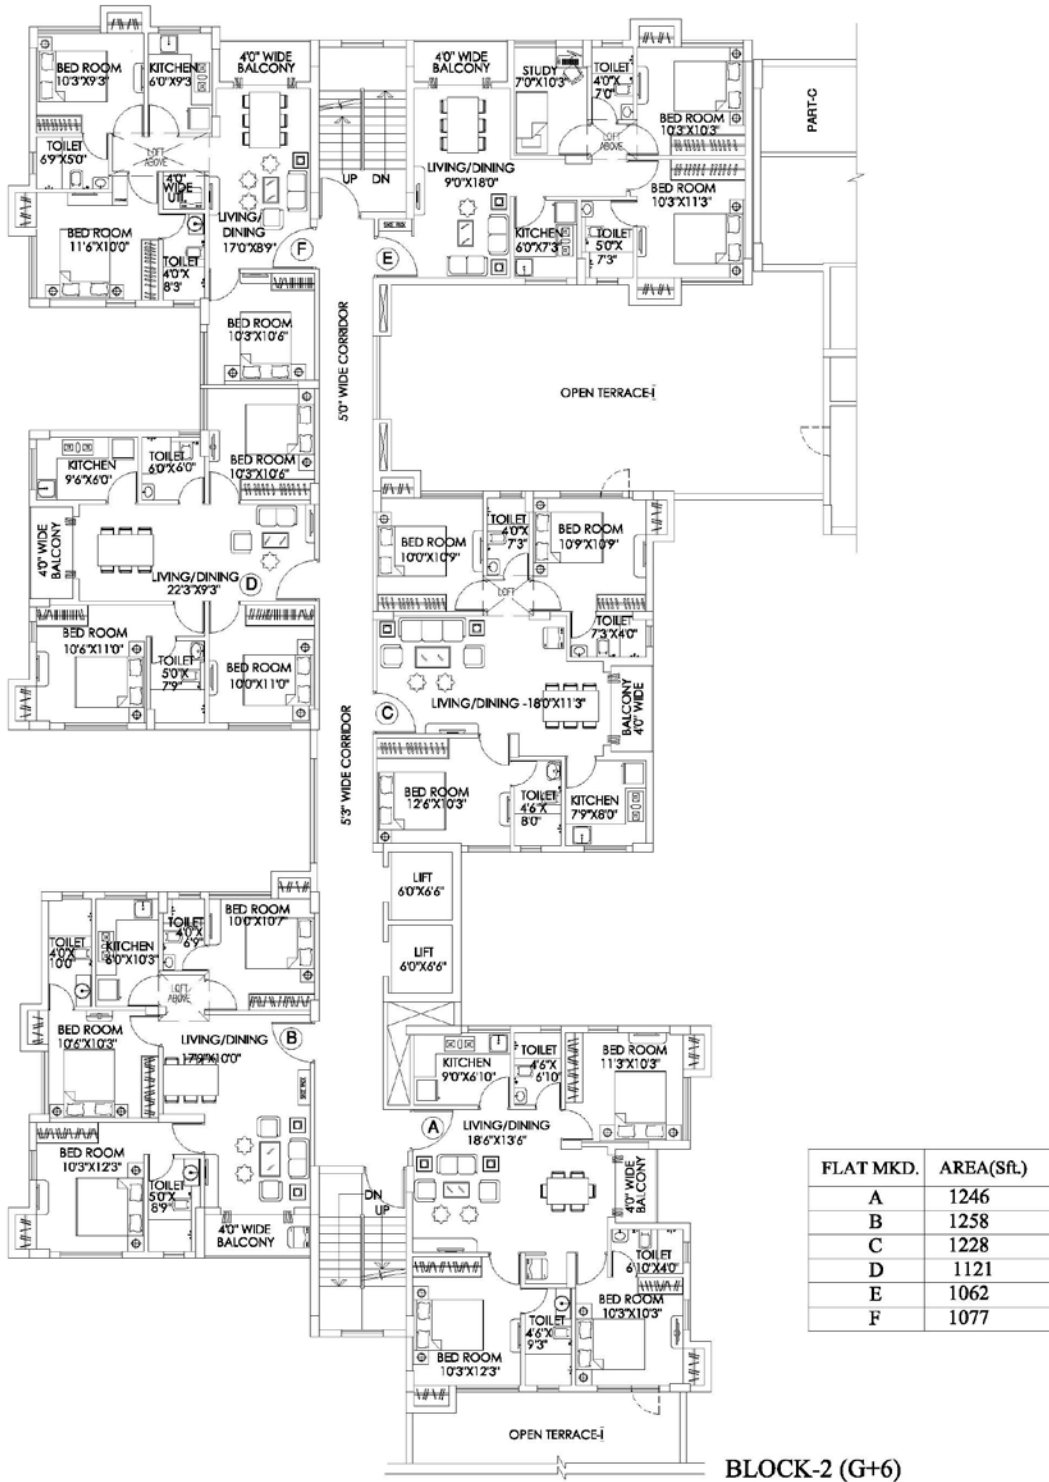 4'0" WIDE
BALCONY
BED ROOM
10'3"X9'3"
KITCHEN
6'0"X9'3
TOILET
6'9"X5'0"
LOFT
ABOVE
4'0"
WIDE
UTI.
BED ROOM
11'6"X10'0"
TOILET
4'0"X
8'3"
LIVING/
DINING
17'0"X8'9"
F
BED ROOM
10'3"X10'6"
UP
DN
4'0" WIDE
BALCONY
STUDY
7'0"X10'3
TOILET
4'0"X
7'0"
BED ROOM
10'3"X10'3"
LOFT
ABOVE
LIVING/DINING
9'0"X18'0"
BED ROOM
10'3"X11'3"
KITCHEN
6'0"X7'3"
TOILET
5'0"X
7'3"
E
PART-C
5'0" WIDE CORRIDOR
OPEN TERRACE-I
BED ROOM
10'3"X10'6"
KITCHEN
9'6"X6'0"
TOILET
6'0"X6'0"
4'0" WIDE
BALCONY
LIVING/DINING
22'3"X9'3"
D
BED ROOM
10'6"X11'0"
TOILET
5'0"X
7'9"
BED ROOM
10'0"X11'0"
BED ROOM
10'0"X10'9"
TOILET
4'0"X
7'3"
BED ROOM
10'9"X10'9"
LOFT
TOILET
7'3"X4'0"
LIVING/DINING -18'0"X11'3"
BALCONY
4'0" WIDE
C
BED ROOM
12'6"X10'3"
TOILET
4'6"X
8'0"
KITCHEN
7'9"X8'0"
5'3" WIDE CORRIDOR
LIFT
6'0"X6'6"
LIFT
6'0"X6'6"
BED ROOM
10'0"X10'7"
TOILET
4'0"X
6'9"
KITCHEN
8'0"X10'3"
TOILET
4'0"X
10'0"
LOFT
ABOVE
BED ROOM
10'6"X10'3"
LIVING/DINING
17'9"X10'0"
B
BED ROOM
10'3"X12'3"
TOILET
5'0"X
8'9"
4'0" WIDE
BALCONY
DN
UP
KITCHEN
9'0"X6'10"
TOILET
4'6"X
6'10"
BED ROOM
11'3"X10'3"
A
LIVING/DINING
18'6"X13'6"
4'0" WIDE
BALCONY
TOILET
6'10"X4'0"
BED ROOM
10'3"X10'3"
TOILET
4'6"X
9'3"
BED ROOM
10'3"X12'3"
OPEN TERRACE-I
FLAT MKD. AREA(Sft.)
A 1246
B 1258
C 1228
D 1121
E 1062
F 1077
BLOCK-2 (G+6)